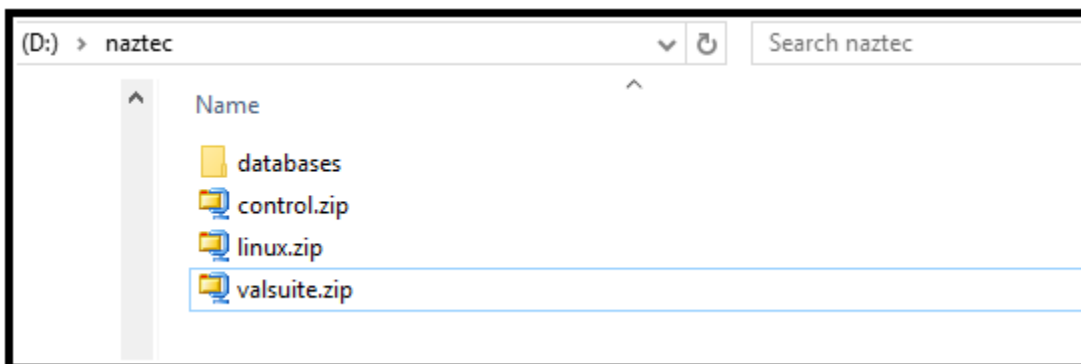 (D:) > naztec Search naztec
Name
databases
control.zip
linux.zip
valsuite.zip